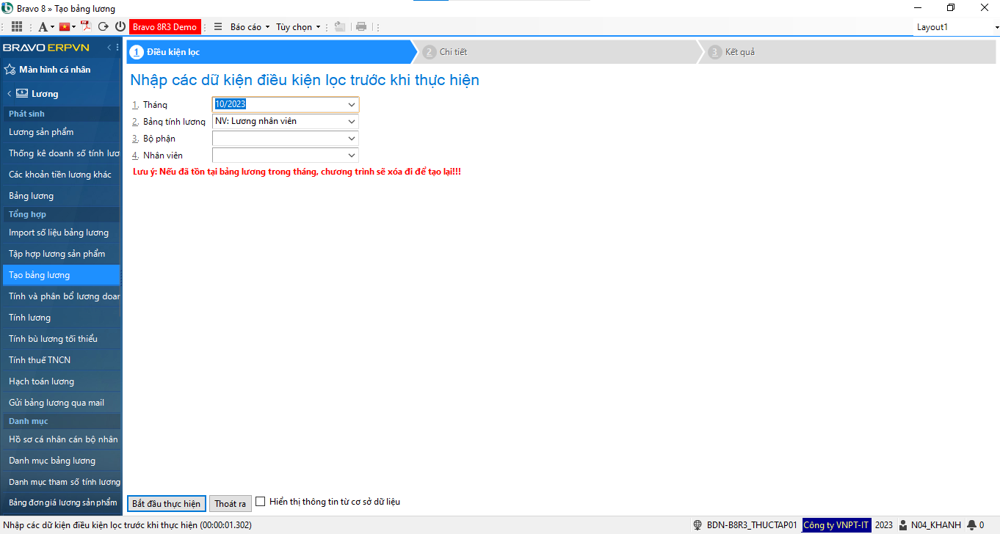 Bravo 8 » Tạo bảng lương
A Bravo 8R3 Demo Báo cáo Tùy chọn Layout1
BRAVO ERPVN
Màn hình cá nhân
Lương
Phát sinh
Lương sản phẩm
Thống kê doanh số tính lươ
Các khoản tiền lương khác
Bảng lương
Tổng hợp
Import số liệu bảng lương
Tập hợp lương sản phẩm
Tạo bảng lương
Tính và phân bổ lương doar
Tính lương
Tính bù lương tối thiểu
Tính thuế TNCN
Hạch toán lương
Gửi bảng lương qua mail
Danh mục
Hồ sơ cá nhân cán bộ nhân
Danh mục bảng lương
Danh mục tham số tính lương
Bảng đơn giá lương sản phẩm
1 Điều kiện lọc
2 Chi tiết
3 Kết quả
Nhập các dữ kiện điều kiện lọc trước khi thực hiện
1. Tháng 10/2023
2. Bảng tính lương NV: Lương nhân viên
3. Bộ phận
4. Nhân viên
Lưu ý: Nếu đã tồn tại bảng lương trong tháng, chương trình sẽ xóa đi để tạo lại!!!
Bắt đầu thực hiện Thoát ra Hiển thị thông tin từ cơ sở dữ liệu
Nhập các dữ kiện điều kiện lọc trước khi thực hiện (00:00:01.302) BDN-B8R3_THUCTAP01 Công ty VNPT-IT 2023 N04_KHANH 0